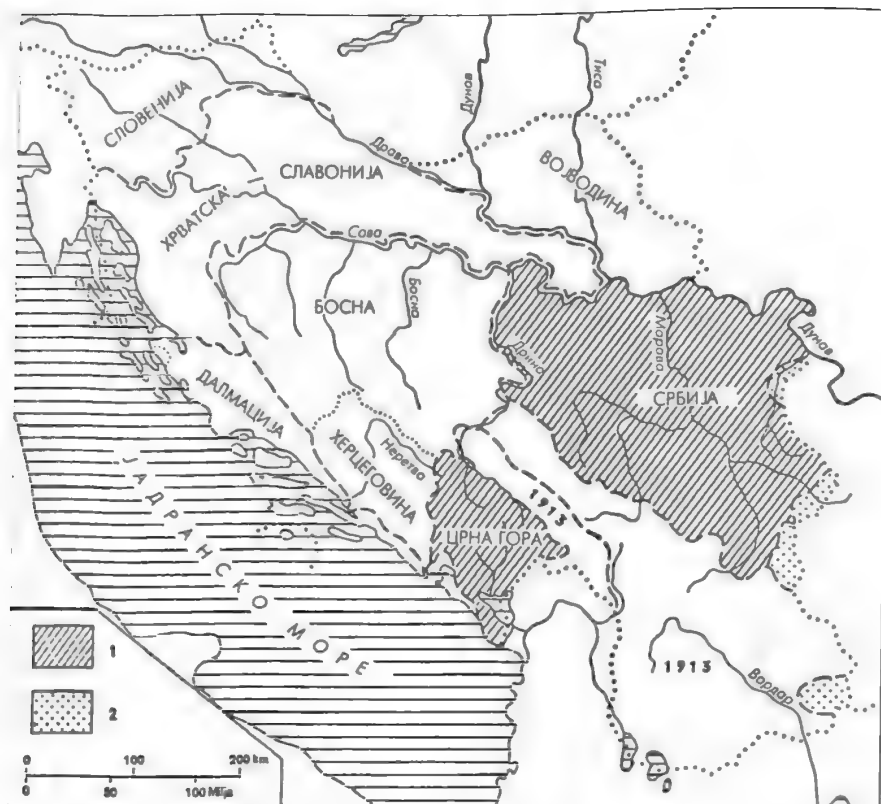 Дунав
Тиса
СЛОВЕНИЈА
Драва
ВОЈВОДИНА
СЛАВОНИЈА
ХРВАТСКА
Сава
Босна
БОСНА
Дрина
Морава
Дунав
СРБИЈА
ДАЛМАЦИЈА
ХЕРЦЕГОВИНА
Неретва
1913
ЦРНА ГОРА
ЈАДРАНСКО МОРЕ
1
1913
Вардар
2
0 100 200 km
0 50 100 Milja